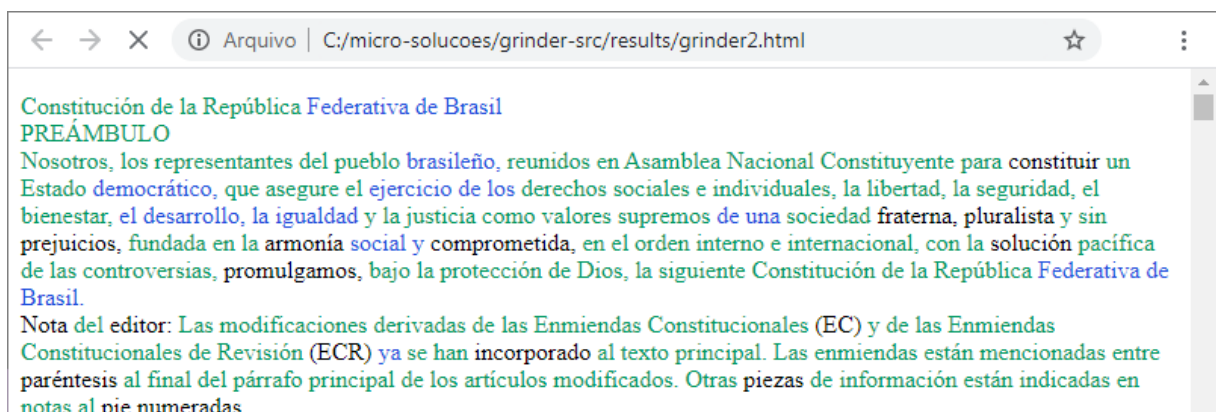 Arquivo C:/micro-solucoes/grinder-src/results/grinder2.html
Constitución de la República Federativa de Brasil
PREÁMBULO
Nosotros, los representantes del pueblo brasileño, reunidos en Asamblea Nacional Constituyente para constituir un
Estado democrático, que asegure el ejercicio de los derechos sociales e individuales, la libertad, la seguridad, el
bienestar, el desarrollo, la igualdad y la justicia como valores supremos de una sociedad fraterna, pluralista y sin
prejuicios, fundada en la armonía social y comprometida, en el orden interno e internacional, con la solución pacífica
de las controversias, promulgamos, bajo la protección de Dios, la siguiente Constitución de la República Federativa de
Brasil.
Nota del editor: Las modificaciones derivadas de las Enmiendas Constitucionales (EC) y de las Enmiendas
Constitucionales de Revisión (ECR) ya se han incorporado al texto principal. Las enmiendas están mencionadas entre
paréntesis al final del párrafo principal de los artículos modificados. Otras piezas de información están indicadas en
notas al pie numeradas